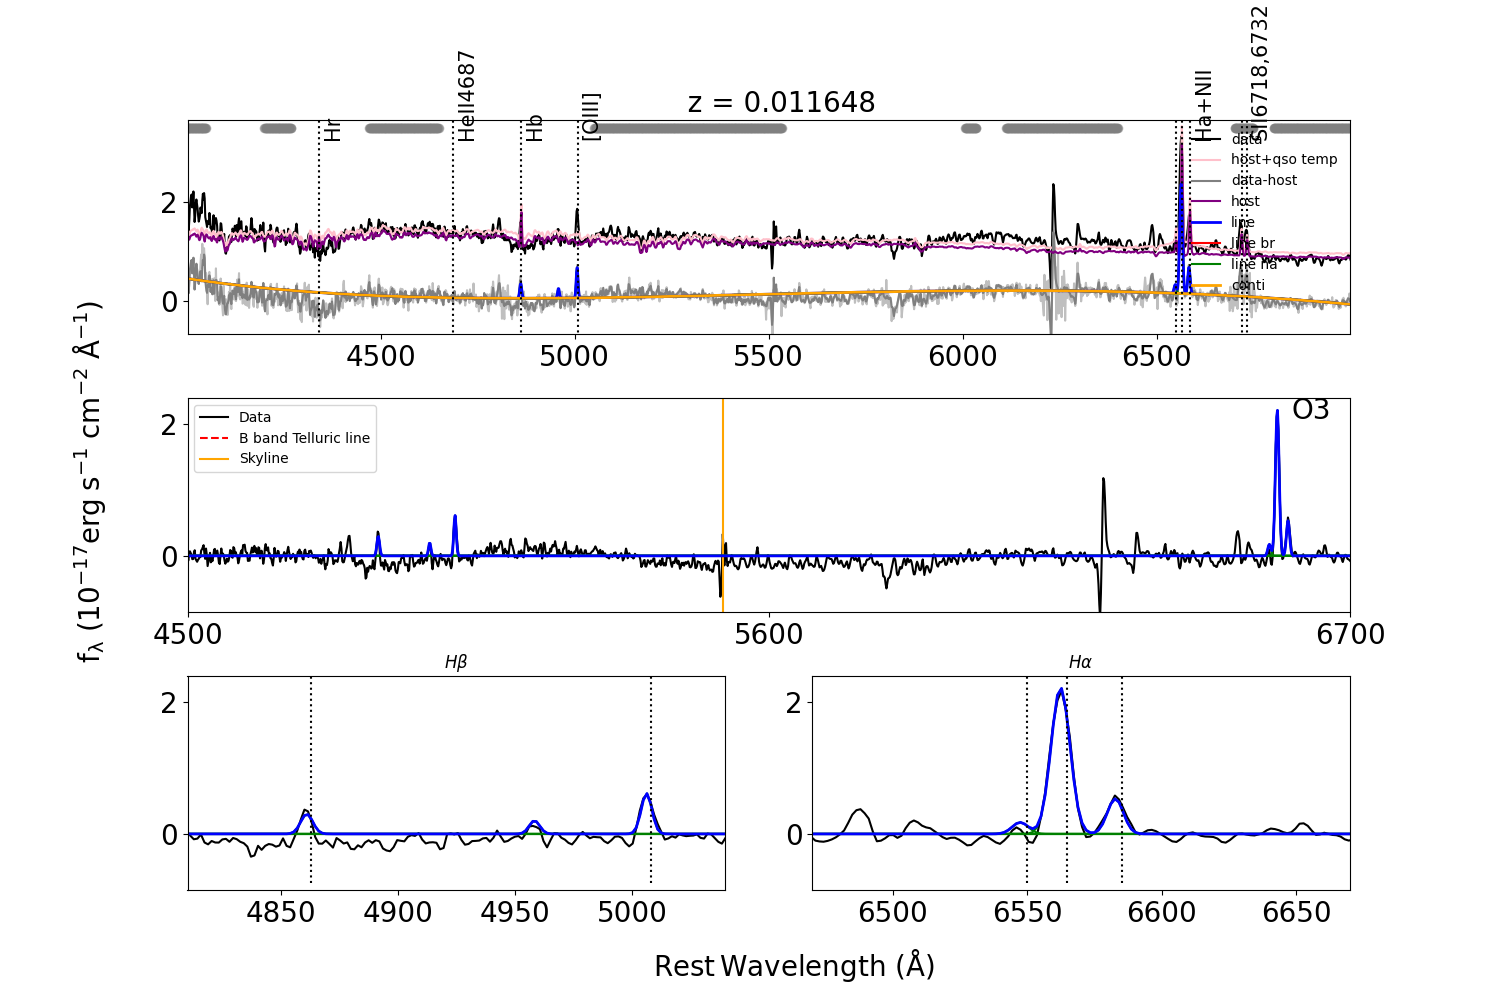 z = 0.011648
Hr
HeII4687
Hb
[OIII]
Ha+NII
SII6718,6732
data
host+qso temp
data-host
host
line
line br
line na
conti
2
0
4500 5000 5500 6000 6500
Data
B band Telluric line
Skyline
O3
2
0
4500 5600 6700
fλ (10⁻¹⁷erg s⁻¹ cm⁻² Å⁻¹)
Hβ
2
0
4850 4900 4950 5000
Hα
2
0
6500 6550 6600 6650
Rest Wavelength (Å)